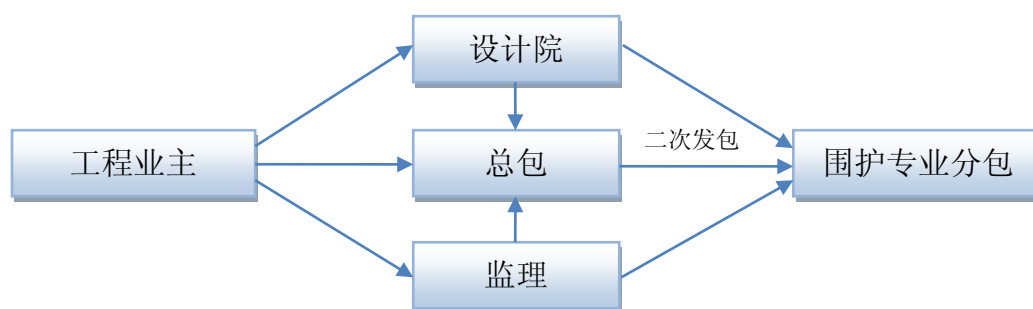 设计院
工程业主
总包
二次发包
围护专业分包
监理